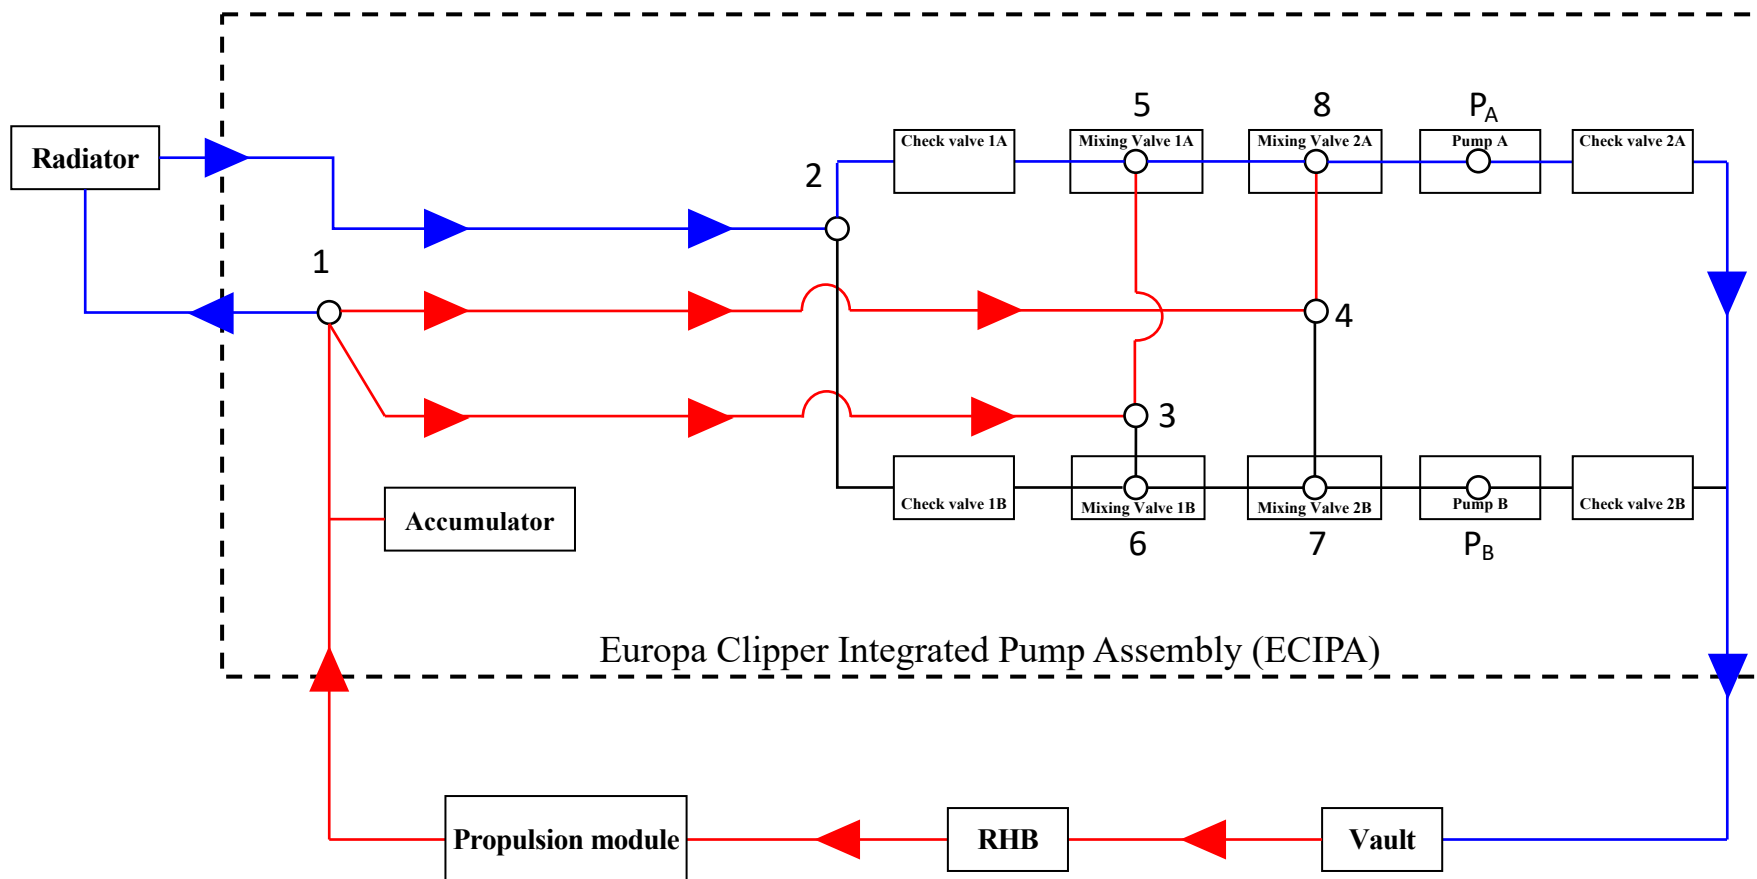 5
8
PA
Check valve 1A
Mixing Valve 1A
Mixing Valve 2A
Pump A
Check valve 2A
Radiator
2
1
4
3
Accumulator
Check valve 1B
Mixing Valve 1B
Mixing Valve 2B
Pump B
Check valve 2B
6
7
PB
Europa Clipper Integrated Pump Assembly (ECIPA)
Propulsion module
RHB
Vault